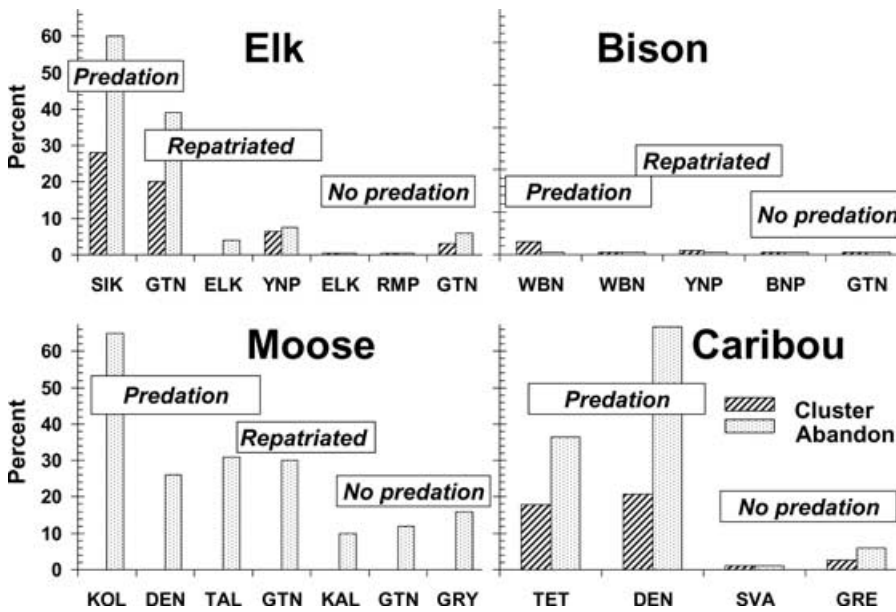 Elk
Percent
60
50
40
30
20
10
0
Predation
Repatriated
No predation
SIK GTN ELK YNP ELK RMP GTN
Bison
Predation
Repatriated
No predation
WBN WBN YNP BNP GTN
Moose
Percent
60
50
40
30
20
10
0
Predation
Repatriated
No predation
KOL DEN TAL GTN KAL GTN GRY
Caribou
Predation
Cluster
Abandon
No predation
TET DEN SVA GRE